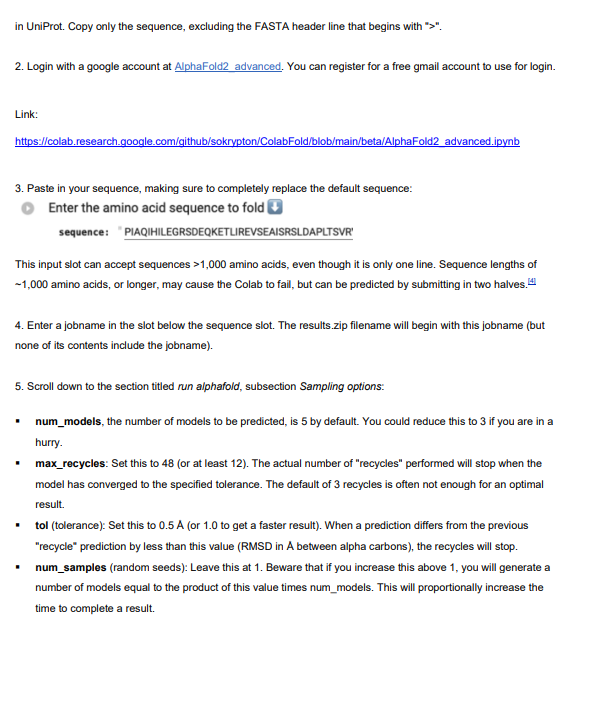 in UniProt. Copy only the sequence, excluding the FASTA header line that begins with ">".
2. Login with a google account at AlphaFold2_advanced. You can register for a free gmail account to use for login.
Link:
https://colab.research.google.com/github/sokrypton/ColabFold/blob/main/beta/AlphaFold2_advanced.ipynb
3. Paste in your sequence, making sure to completely replace the default sequence:
Enter the amino acid sequence to fold
sequence: "PIAQIHILEGRSDEQKETLIREVSEAISRSLDAPLTSVR'
This input slot can accept sequences >1,000 amino acids, even though it is only one line. Sequence lengths of
~1,000 amino acids, or longer, may cause the Colab to fail, but can be predicted by submitting in two halves.[4]
4. Enter a jobname in the slot below the sequence slot. The results.zip filename will begin with this jobname (but
none of its contents include the jobname).
5. Scroll down to the section titled run alphafold, subsection Sampling options:
▪ num_models, the number of models to be predicted, is 5 by default. You could reduce this to 3 if you are in a
hurry.
▪ max_recycles: Set this to 48 (or at least 12). The actual number of "recycles" performed will stop when the
model has converged to the specified tolerance. The default of 3 recycles is often not enough for an optimal
result.
▪ tol (tolerance): Set this to 0.5 Å (or 1.0 to get a faster result). When a prediction differs from the previous
"recycle" prediction by less than this value (RMSD in Å between alpha carbons), the recycles will stop.
▪ num_samples (random seeds): Leave this at 1. Beware that if you increase this above 1, you will generate a
number of models equal to the product of this value times num_models. This will proportionally increase the
time to complete a result.